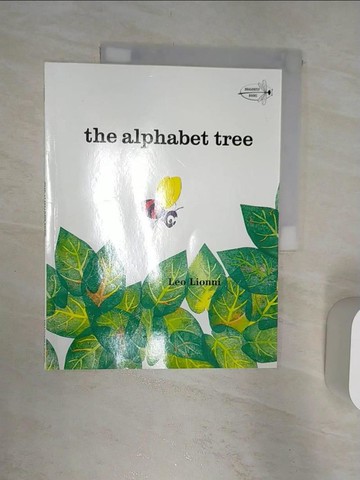 the alphabet tree
Leo Lionni